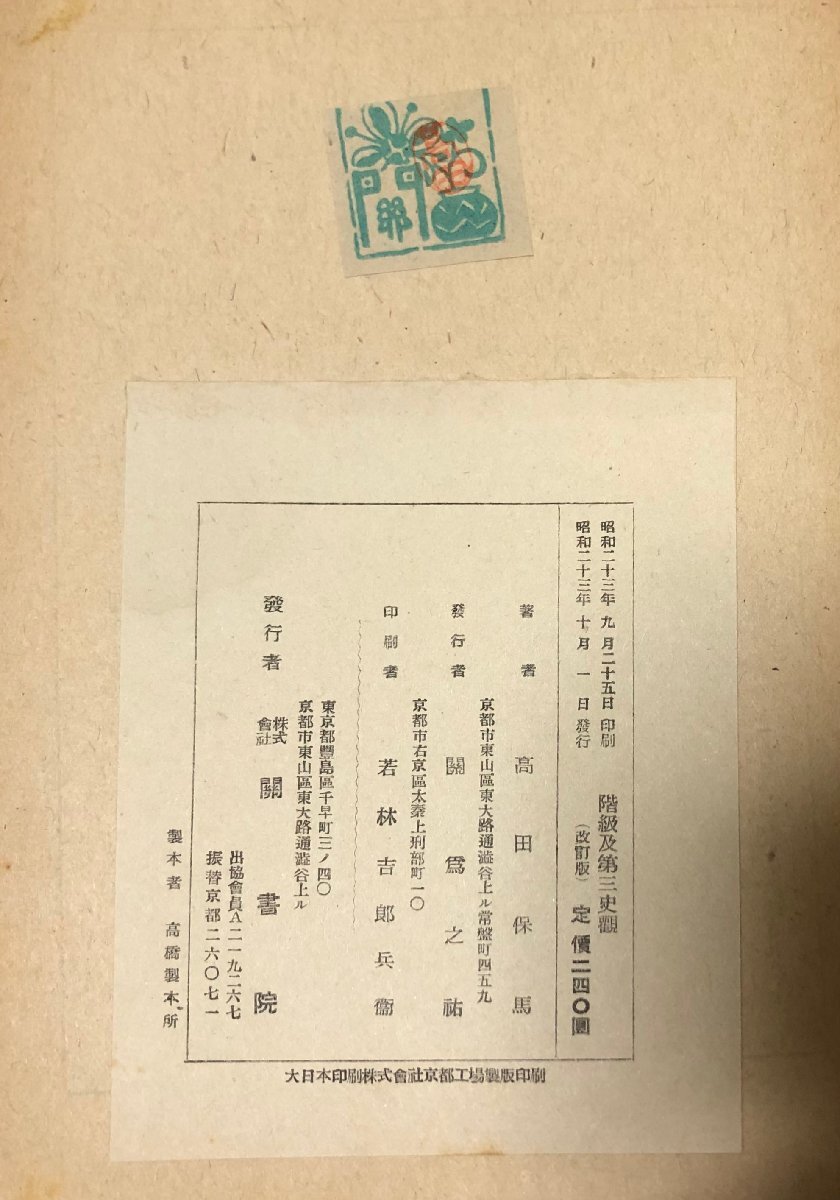 昭和二十三年 九月二十五日 印刷
昭和二十三年 十月 一日 發行
階級及第三史觀
(改訂版) 定價二四〇圓
著者 高田保馬
京都市東山區東大路通澁谷上ル常盤町四五九
發行者 關爲之祐
京都市右京區太秦上刑部町一〇
印刷者 若林吉郎兵衞
東京都豐島區千早町三ノ四〇
京都市東山區東大路通澁谷上ル
發行者 株式會社 關書院
出協會員A二一九二六七
振替京都二六〇七一
製本者 高橋製本所
大日本印刷株式會社京都工場製版印刷